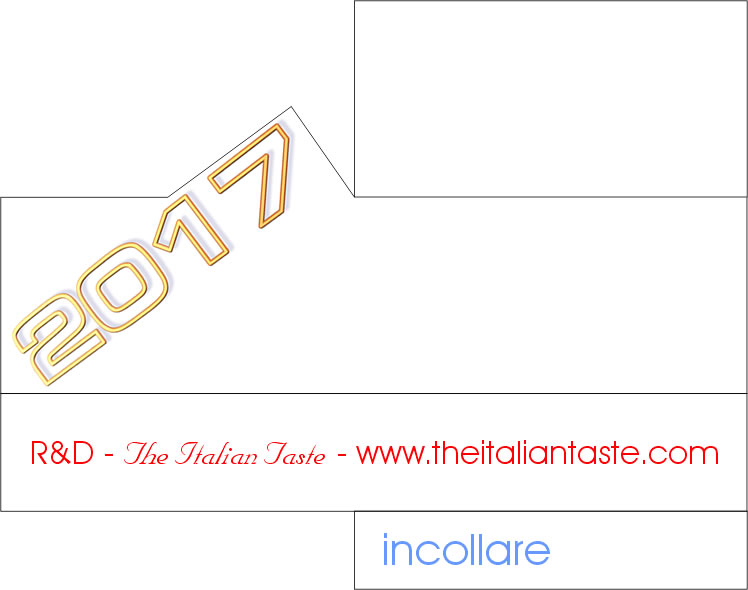 2017
R&D - The Italian Taste - www.theitaliantaste.com
incollare